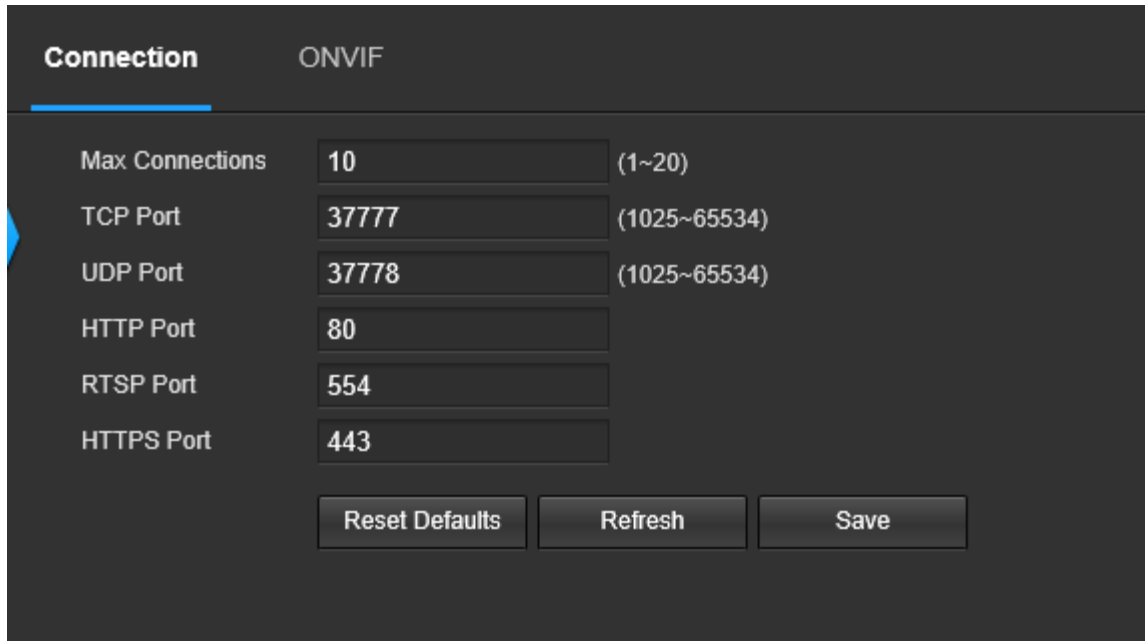 Connection ONVIF
Max Connections 10 (1~20)
TCP Port 37777 (1025~65534)
UDP Port 37778 (1025~65534)
HTTP Port 80
RTSP Port 554
HTTPS Port 443
Reset Defaults Refresh Save